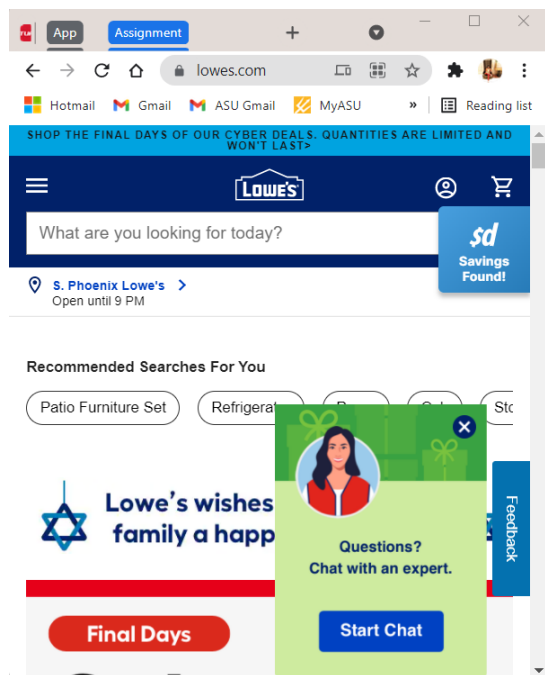 App
Assignment
lowes.com
Hotmail
Gmail
ASU Gmail
MyASU
»
Reading list
SHOP THE FINAL DAYS OF OUR CYBER DEALS. QUANTITIES ARE LIMITED AND
WON'T LAST>
LOWE'S
What are you looking for today?
$d
Savings
Found!
S. Phoenix Lowe's
Open until 9 PM
Recommended Searches For You
Patio Furniture Set
Refrigerat
Sto
Lowe's wishes
family a happ
Feedback
Questions?
Chat with an expert.
Start Chat
Final Days